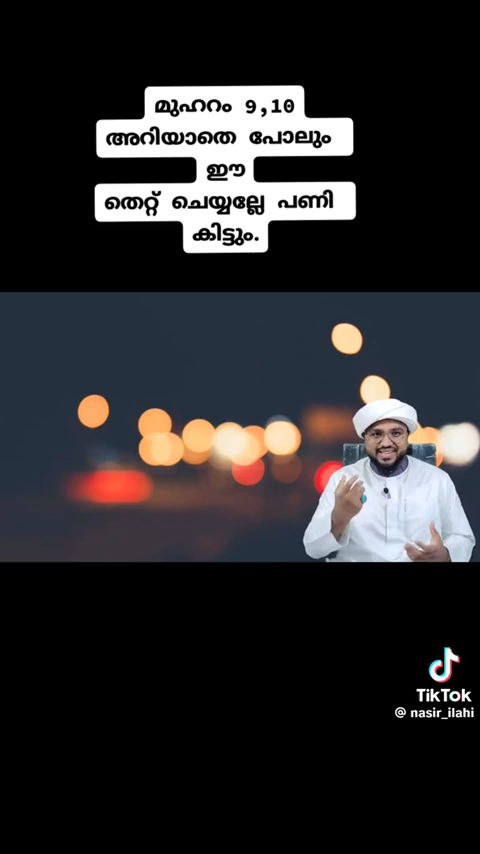 മുഹറം 9,10
അറിയാതെ പോലും
ഈ
തെറ്റ് ചെയ്യല്ലേ പണി
കിട്ടും.
TikTok
@ nasir_ilahi